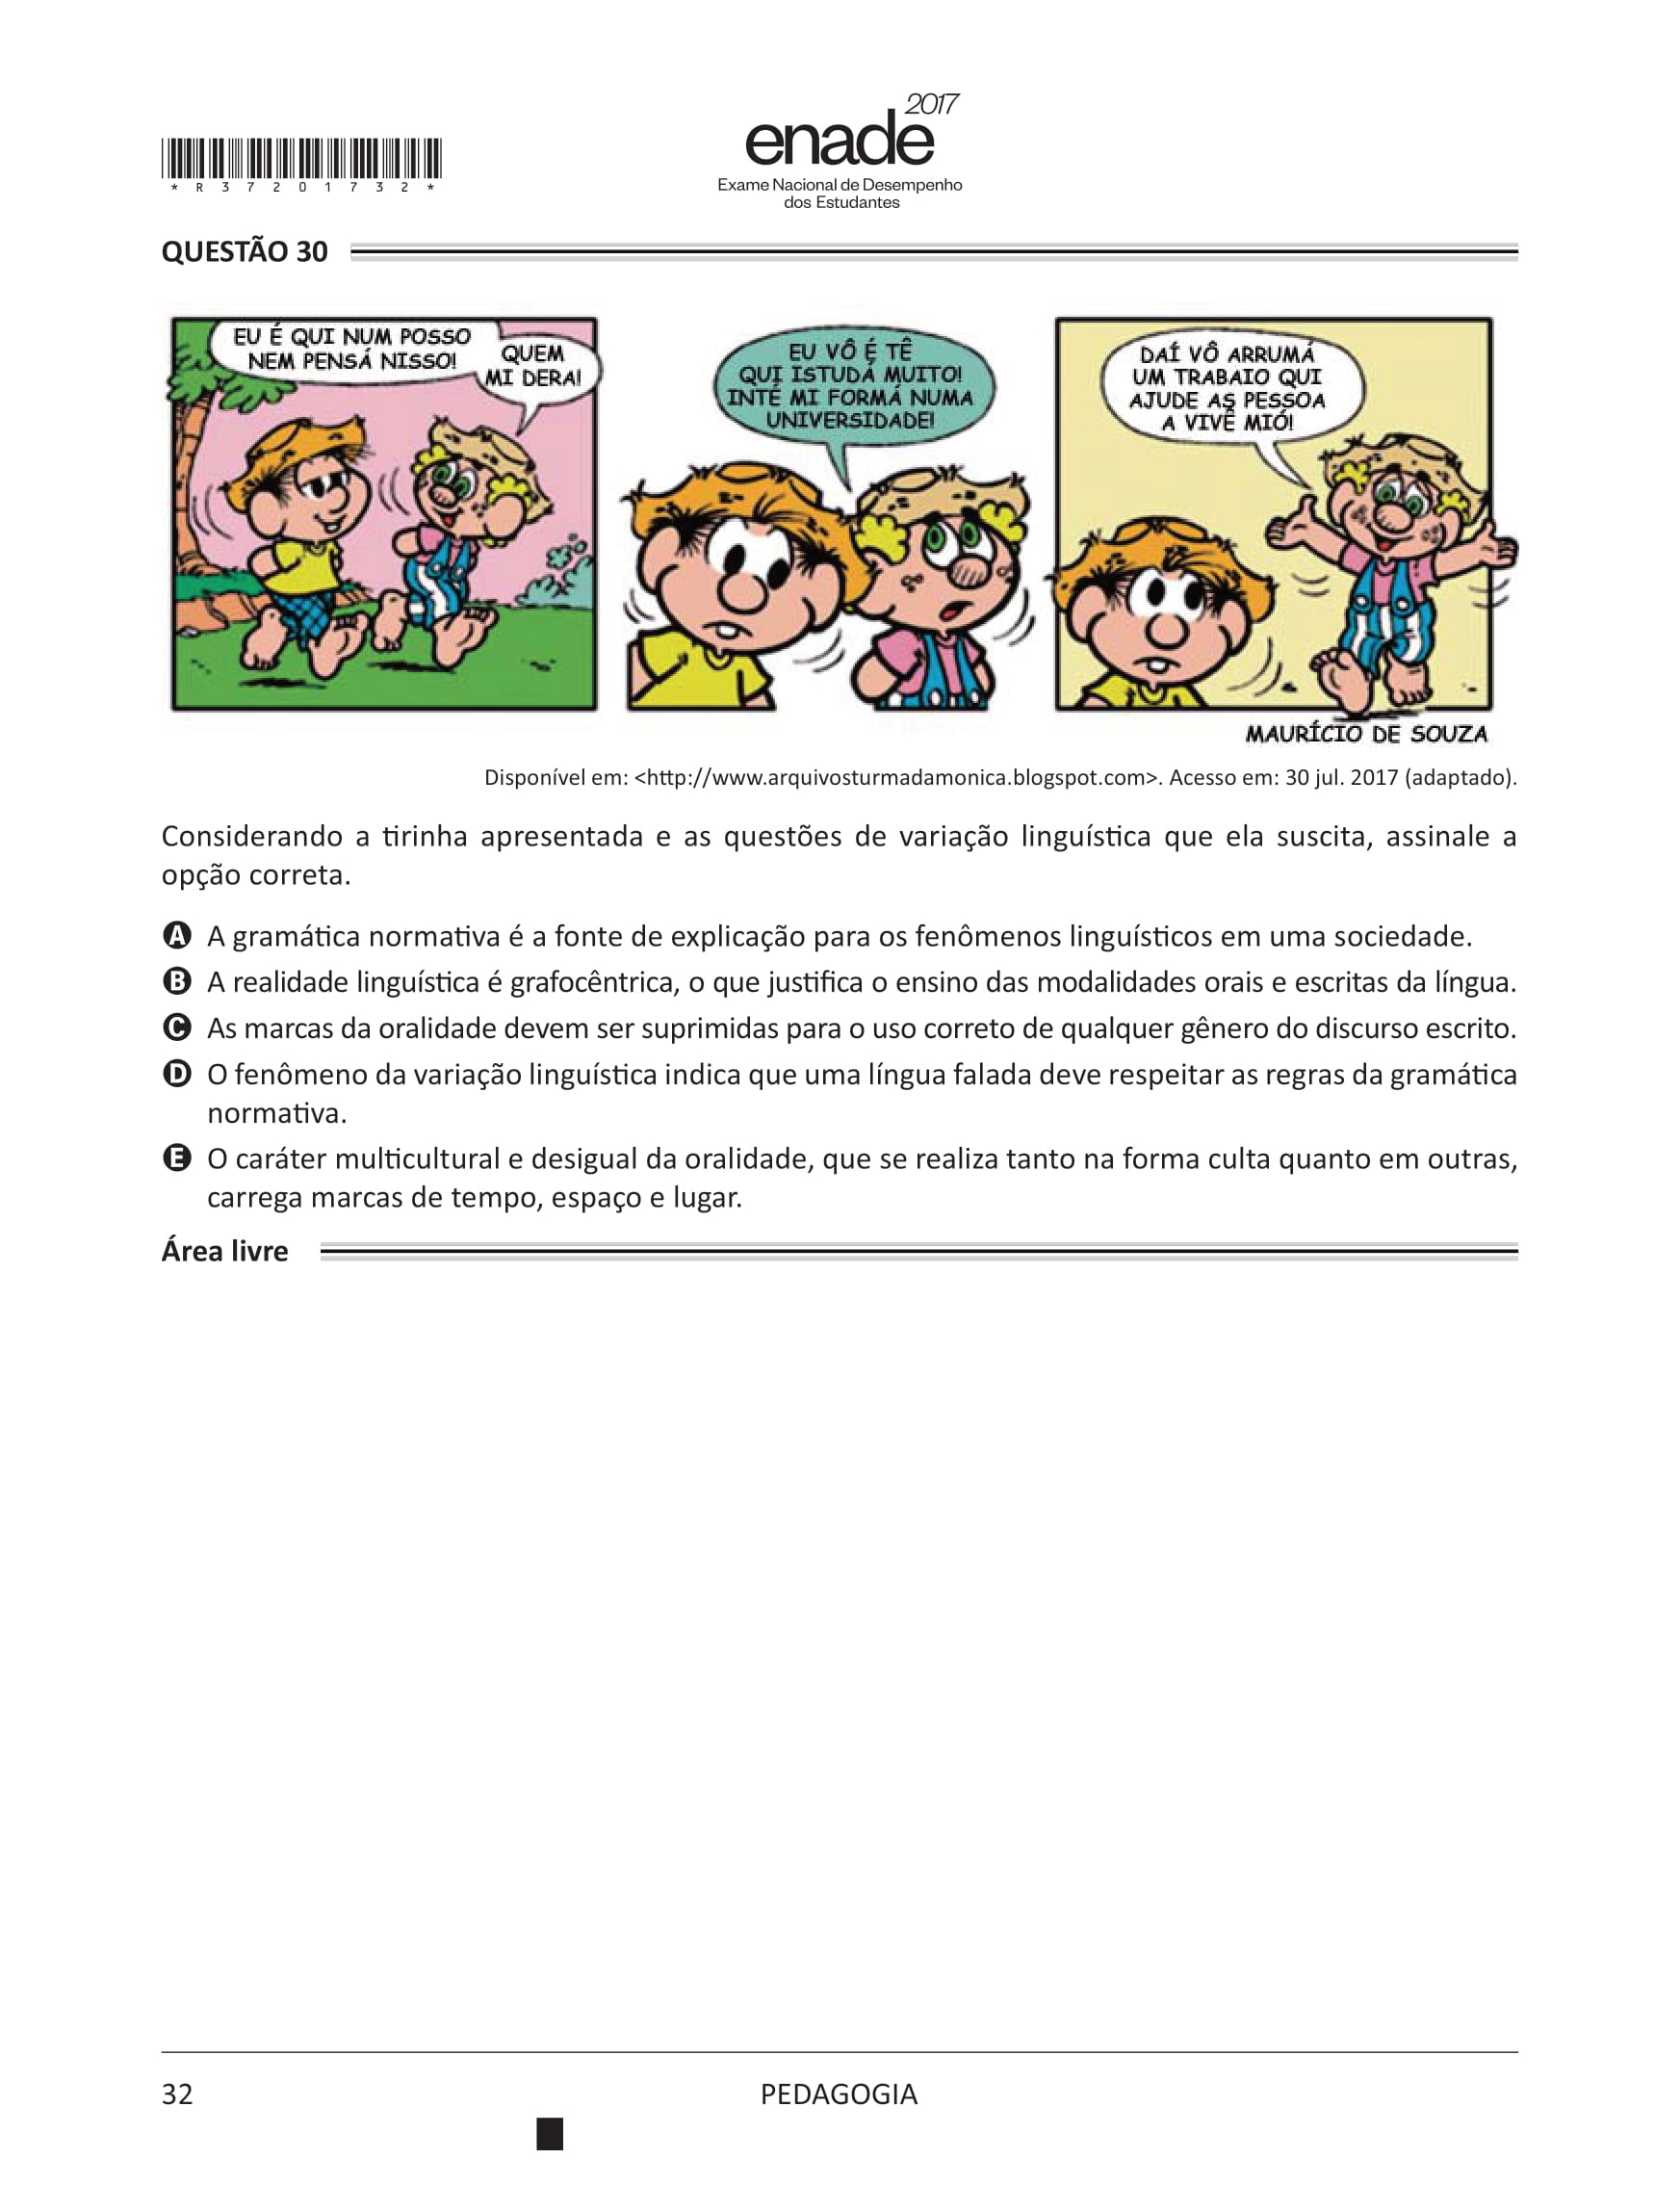 2017
enade
Exame Nacional de Desempenho
dos Estudantes
* R 3 7 2 0 1 7 3 2 *
QUESTÃO 30
EU É QUI NUM POSSO
NEM PENSÁ NISSO!
QUEM
MI DERA!
EU VÔ É TÊ
QUI ISTUDÁ MUITO!
INTÉ MI FORMÁ NUMA
UNIVERSIDADE!
DAÍ VÔ ARRUMÁ
UM TRABAIO QUI
AJUDE AS PESSOA
A VIVÊ MIÓ!
MAURÍCIO DE SOUZA
Disponível em: <http://www.arquivosturmadamonica.blogspot.com>. Acesso em: 30 jul. 2017 (adaptado).
Considerando a tirinha apresentada e as questões de variação linguística que ela suscita, assinale a
opção correta.
A A gramática normativa é a fonte de explicação para os fenômenos linguísticos em uma sociedade.
B A realidade linguística é grafocêntrica, o que justifica o ensino das modalidades orais e escritas da língua.
C As marcas da oralidade devem ser suprimidas para o uso correto de qualquer gênero do discurso escrito.
D O fenômeno da variação linguística indica que uma língua falada deve respeitar as regras da gramática
normativa.
E O caráter multicultural e desigual da oralidade, que se realiza tanto na forma culta quanto em outras,
carrega marcas de tempo, espaço e lugar.
Área livre
32
PEDAGOGIA